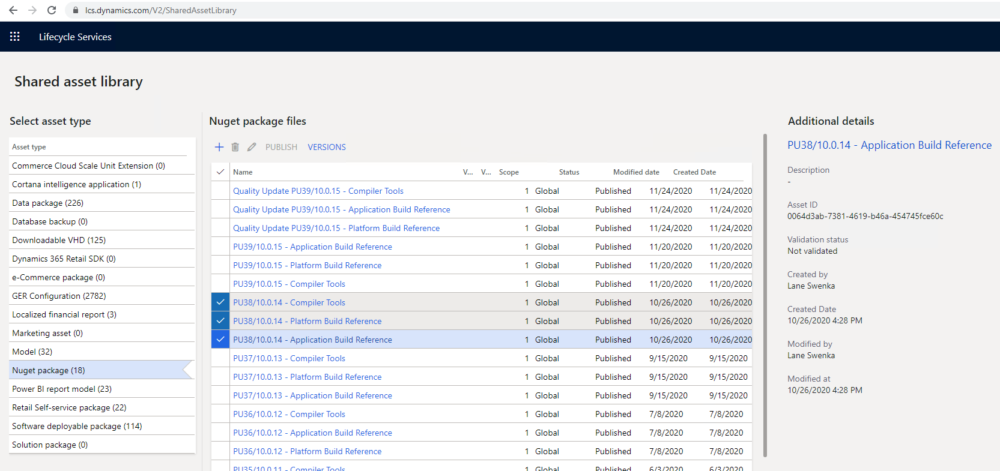 lcs.dynamics.com/V2/SharedAssetLibrary
Lifecycle Services
Shared asset library
Select asset type
Asset type
Commerce Cloud Scale Unit Extension (0)
Cortana intelligence application (1)
Data package (226)
Database backup (0)
Downloadable VHD (125)
Dynamics 365 Retail SDK (0)
e-Commerce package (0)
GER Configuration (2782)
Localized financial report (3)
Marketing asset (0)
Model (32)
Nuget package (18)
Power BI report model (23)
Retail Self-service package (22)
Software deployable package (114)
Solution package (0)
Nuget package files
PUBLISH VERSIONS
Name V... V... Scope Status Modified date Created Date
Quality Update PU39/10.0.15 - Compiler Tools 1 Global Published 11/24/2020 11/24/2020
Quality Update PU39/10.0.15 - Application Build Reference 1 Global Published 11/24/2020 11/24/2020
Quality Update PU39/10.0.15 - Platform Build Reference 1 Global Published 11/24/2020 11/24/2020
PU39/10.0.15 - Application Build Reference 1 Global Published 11/20/2020 11/20/2020
PU39/10.0.15 - Platform Build Reference 1 Global Published 11/20/2020 11/20/2020
PU39/10.0.15 - Compiler Tools 1 Global Published 11/20/2020 11/20/2020
PU38/10.0.14 - Compiler Tools 1 Global Published 10/26/2020 10/26/2020
PU38/10.0.14 - Platform Build Reference 1 Global Published 10/26/2020 10/26/2020
PU38/10.0.14 - Application Build Reference 1 Global Published 10/26/2020 10/26/2020
PU37/10.0.13 - Compiler Tools 1 Global Published 9/15/2020 9/15/2020
PU37/10.0.13 - Platform Build Reference 1 Global Published 9/15/2020 9/15/2020
PU37/10.0.13 - Application Build Reference 1 Global Published 9/15/2020 9/15/2020
PU36/10.0.12 - Compiler Tools 1 Global Published 7/8/2020 7/8/2020
PU36/10.0.12 - Application Build Reference 1 Global Published 7/8/2020 7/8/2020
PU36/10.0.12 - Platform Build Reference 1 Global Published 7/8/2020 7/8/2020
PU35/10.0.11 - Compiler Tools 1 Global Published 6/3/2020 6/3/2020
Additional details
PU38/10.0.14 - Application Build Reference
Description
-
Asset ID
0064d3ab-7381-4619-b46a-454745fce60c
Validation status
Not validated
Created by
Lane Swenka
Created Date
10/26/2020 4:28 PM
Modified by
Lane Swenka
Modified at
10/26/2020 4:28 PM